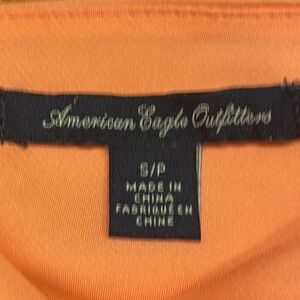 American Eagle Outfitters
S/P
MADE IN
CHINA
FABRIQUÉ EN
CHINE